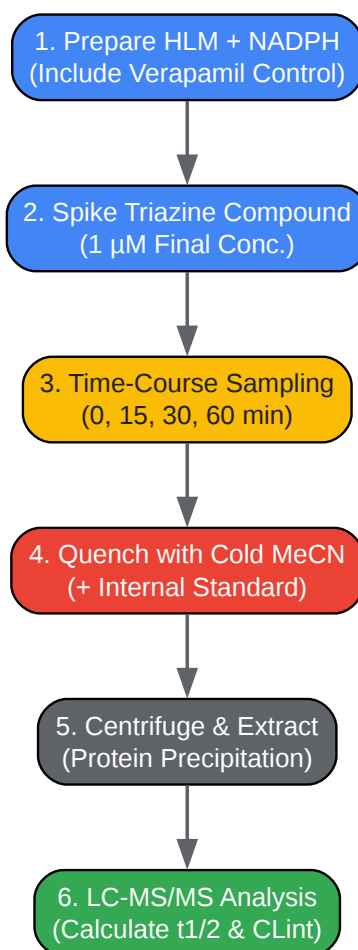 1. Prepare HLM + NADPH
(Include Verapamil Control)
2. Spike Triazine Compound
(1 µM Final Conc.)
3. Time-Course Sampling
(0, 15, 30, 60 min)
4. Quench with Cold MeCN
(+ Internal Standard)
5. Centrifuge & Extract
(Protein Precipitation)
6. LC-MS/MS Analysis
(Calculate t1/2 & CLint)